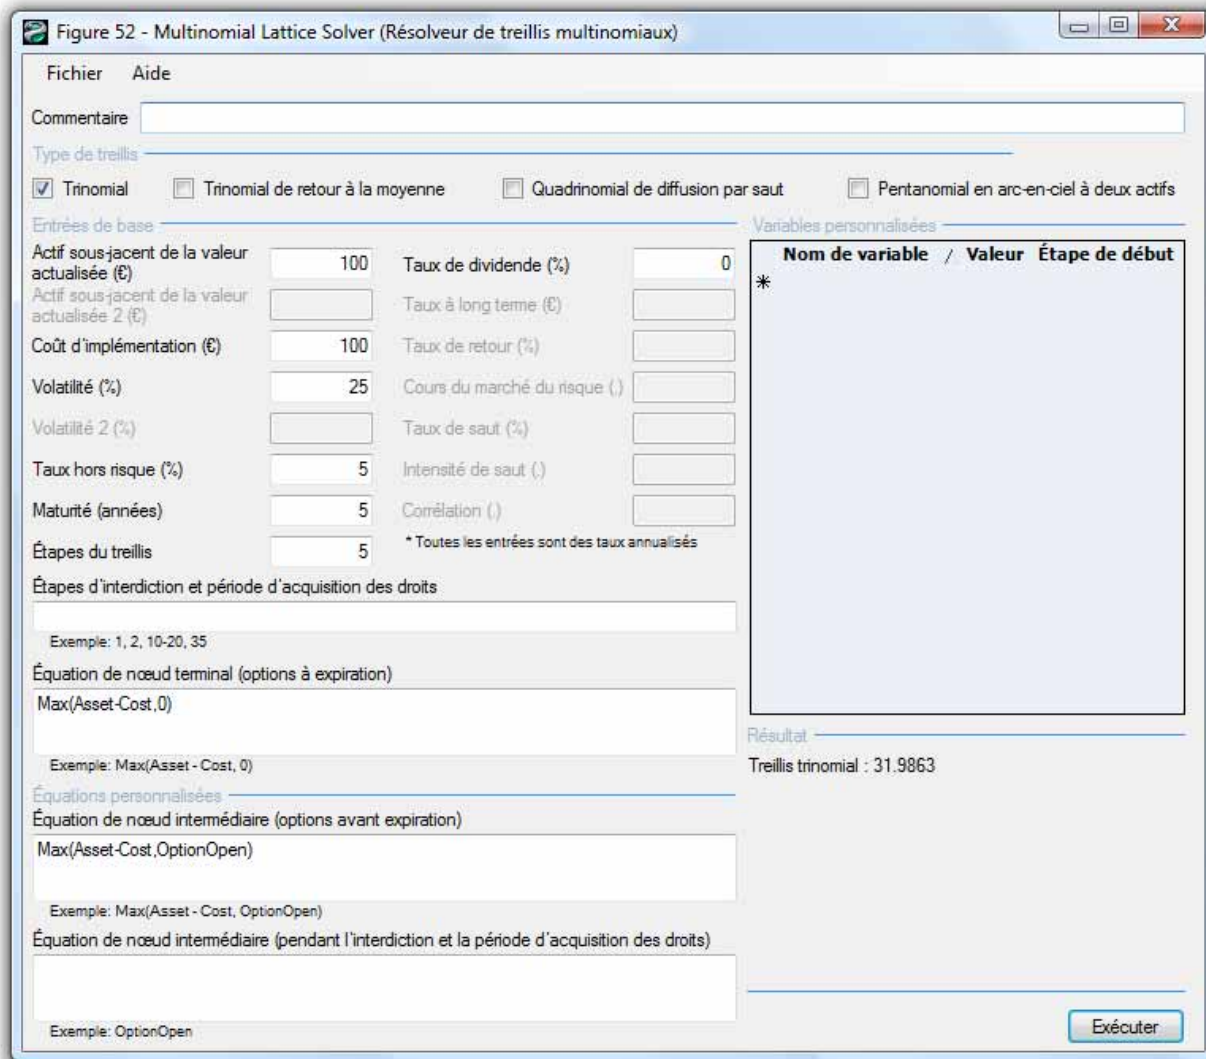 Figure 52 - Multinomial Lattice Solver (Résolveur de treillis multinomiaux)
Fichier Aide
Commentaire
Type de treillis
Trinomial Trinomial de retour à la moyenne Quadrinomial de diffusion par saut Pentanomial en arc-en-ciel à deux actifs
Entrées de base
Actif sous-jacent de la valeur
actualisée (€) 100
Actif sous-jacent de la valeur
actualisée 2 (€)
Coût d'implémentation (€) 100
Volatilité (%) 25
Volatilité 2 (%)
Taux hors risque (%) 5
Maturité (années) 5
Étapes du treillis 5
Taux de dividende (%) 0
Taux à long terme (€)
Taux de retour (%)
Cours du marché du risque (.)
Taux de saut (%)
Intensité de saut (.)
Corrélation (.)
* Toutes les entrées sont des taux annualisés
Étapes d'interdiction et période d'acquisition des droits
Exemple: 1, 2, 10-20, 35
Équation de nœud terminal (options à expiration)
Max(Asset-Cost,0)
Exemple: Max(Asset - Cost, 0)
Équations personnalisées
Équation de nœud intermédiaire (options avant expiration)
Max(Asset-Cost,OptionOpen)
Exemple: Max(Asset - Cost, OptionOpen)
Équation de nœud intermédiaire (pendant l'interdiction et la période d'acquisition des droits)
Exemple: OptionOpen
Variables personnalisées
Nom de variable / Valeur Étape de début
*
Résultat
Treillis trinomial : 31.9863
Exécuter